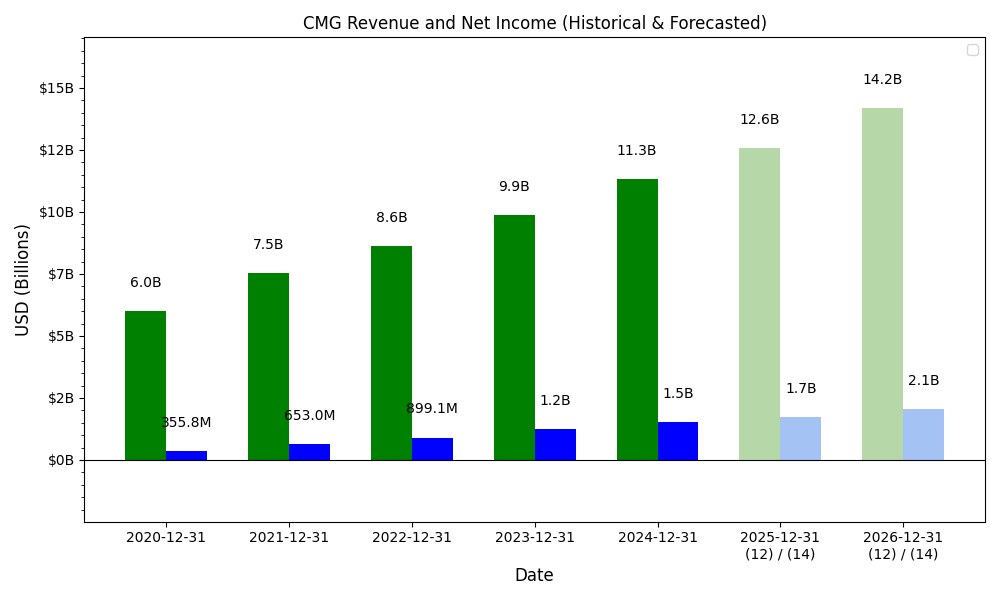 CMG Revenue and Net Income (Historical & Forecasted)
USD (Billions)
$15B
$12B
$10B
$7B
$5B
$2B
$0B
6.0B
355.8M
7.5B
653.0M
8.6B
899.1M
9.9B
1.2B
11.3B
1.5B
12.6B
1.7B
14.2B
2.1B
2020-12-31
2021-12-31
2022-12-31
2023-12-31
2024-12-31
2025-12-31
(12) / (14)
2026-12-31
(12) / (14)
Date